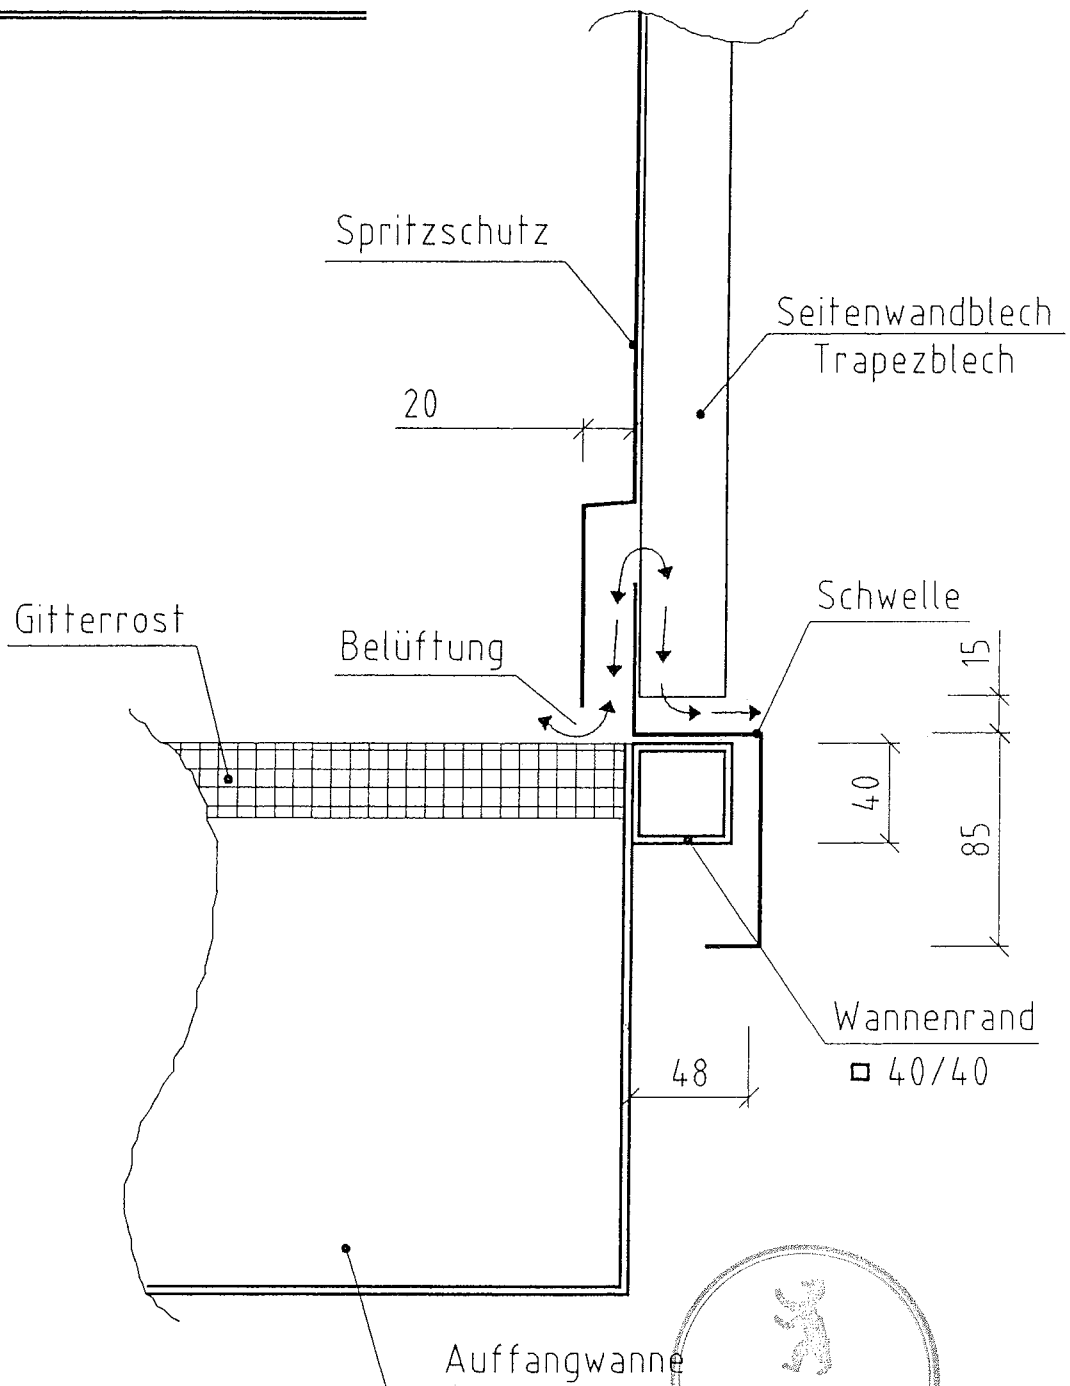 Spritzschutz
Seitenwandblech
Trapezblech
20
Schwelle
Gitterrost
Belüftung
15
40
85
Wannenrand
□ 40/40
48
Auffangwanne